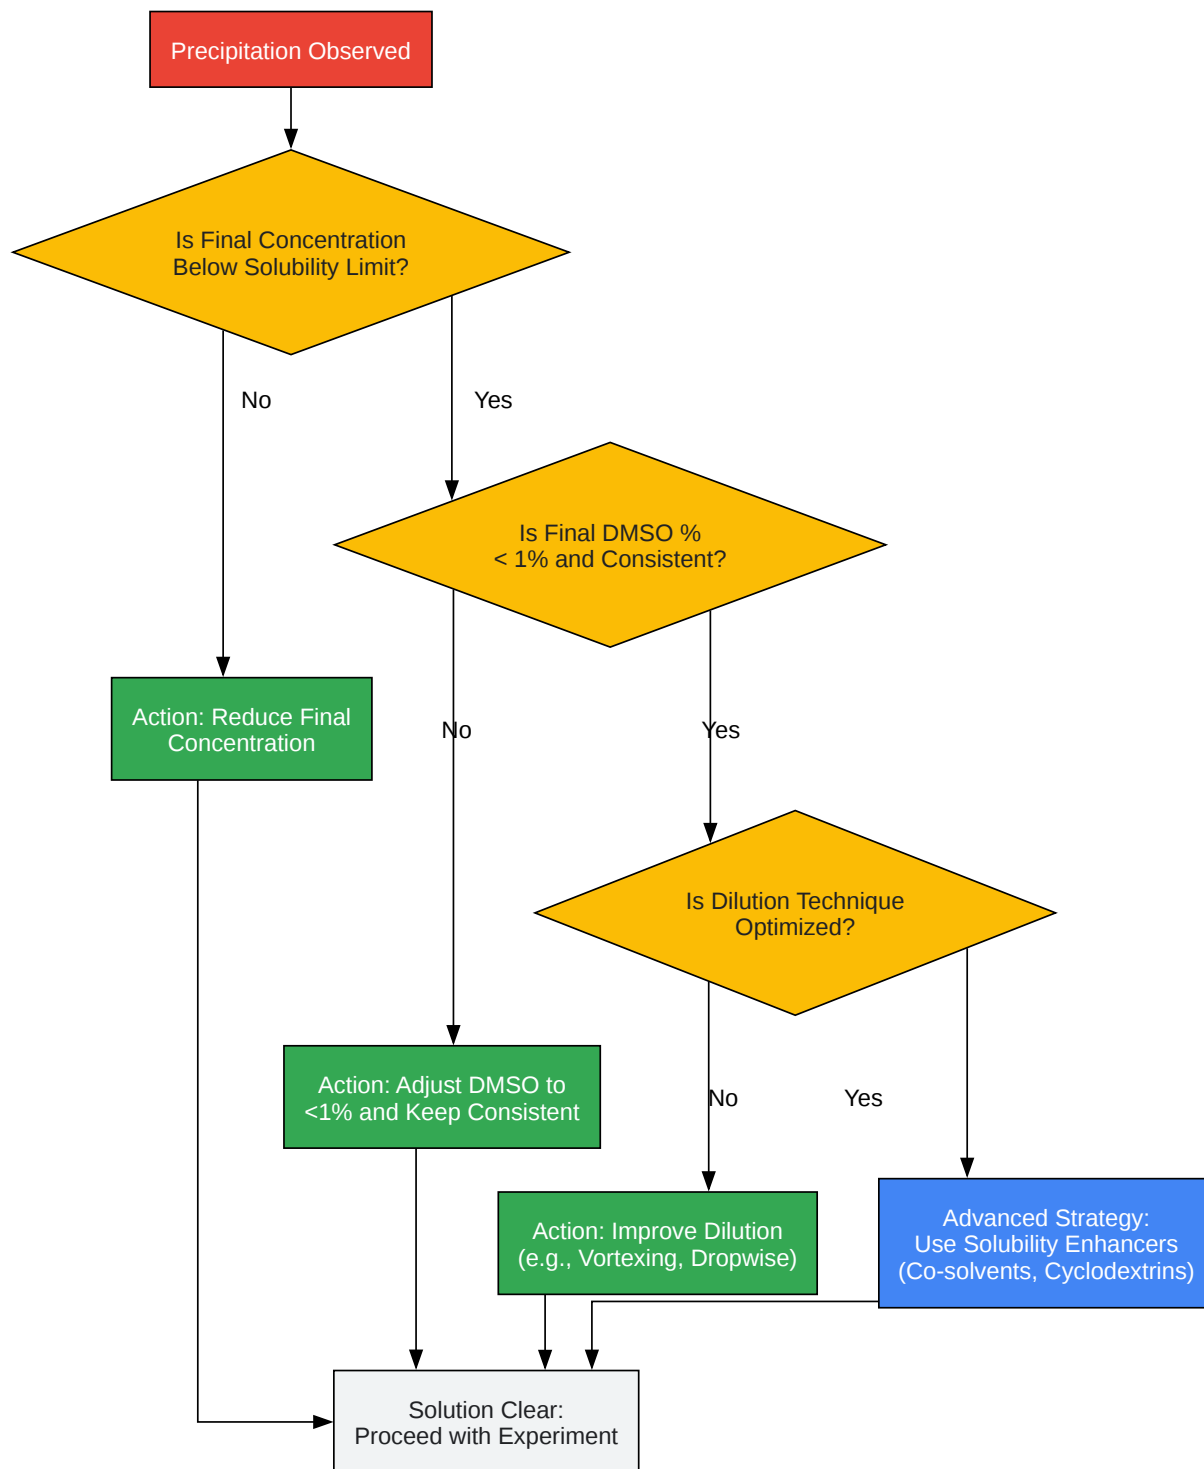 Precipitation Observed
Is Final Concentration
Below Solubility Limit?
No
Yes
Is Final DMSO %
< 1% and Consistent?
Action: Reduce Final
Concentration
No
Yes
Is Dilution Technique
Optimized?
Action: Adjust DMSO to
<1% and Keep Consistent
No
Yes
Action: Improve Dilution
(e.g., Vortexing, Dropwise)
Advanced Strategy:
Use Solubility Enhancers
(Co-solvents, Cyclodextrins)
Solution Clear:
Proceed with Experiment